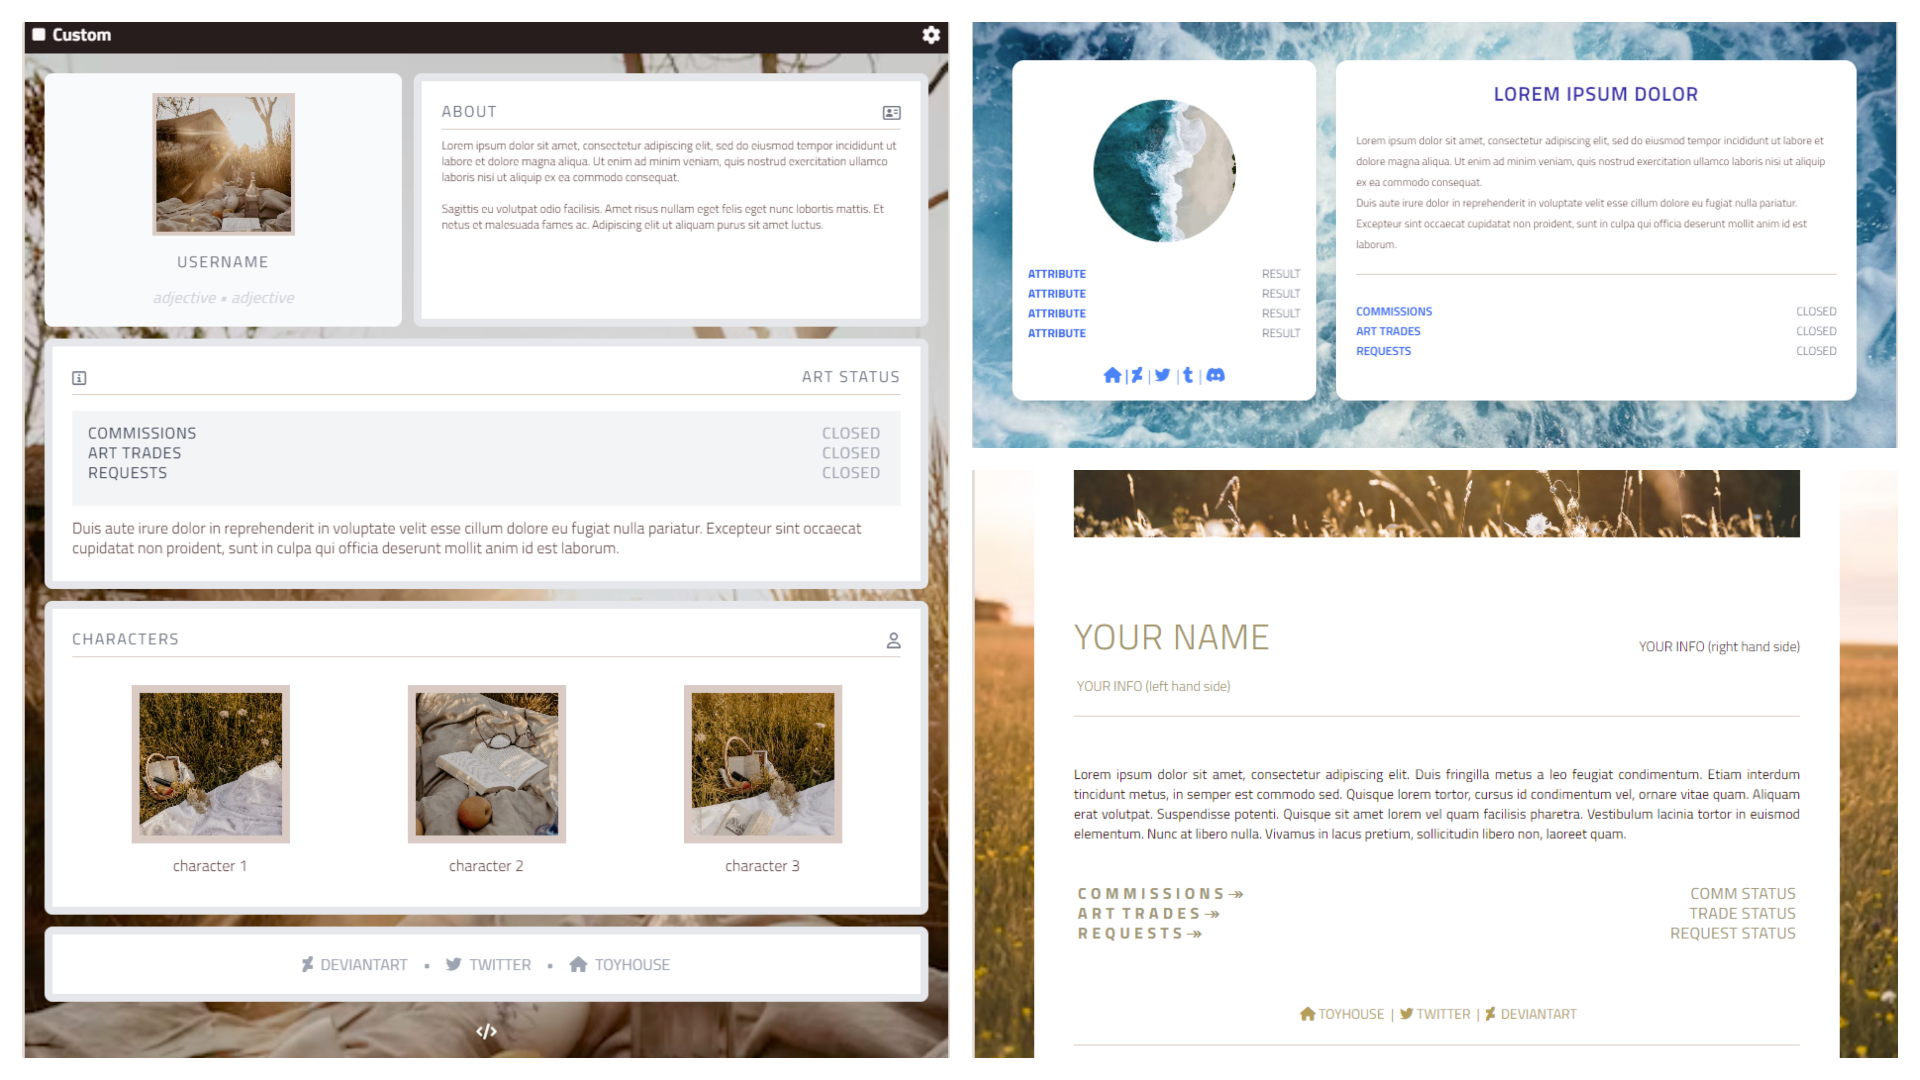 Custom
USERNAME
adjective • adjective
ABOUT
Lorem ipsum dolor sit amet, consectetur adipiscing elit, sed do eiusmod tempor incididunt ut
labore et dolore magna aliqua. Ut enim ad minim veniam, quis nostrud exercitation ullamco
laboris nisi ut aliquip ex ea commodo consequat.
Sagittis eu volutpat odio facilisis. Amet risus nullam eget felis eget nunc lobortis mattis. Et
netus et malesuada fames ac. Adipiscing elit ut aliquam purus sit amet luctus.
ART STATUS
COMMISSIONS CLOSED
ART TRADES CLOSED
REQUESTS CLOSED
Duis aute irure dolor in reprehenderit in voluptate velit esse cillum dolore eu fugiat nulla pariatur. Excepteur sint occaecat
cupidatat non proident, sunt in culpa qui officia deserunt mollit anim id est laborum.
CHARACTERS
character 1 character 2 character 3
DEVIANTART • TWITTER • TOYHOUSE
</>
ATTRIBUTE RESULT
ATTRIBUTE RESULT
ATTRIBUTE RESULT
ATTRIBUTE RESULT
| | | |
LOREM IPSUM DOLOR
Lorem ipsum dolor sit amet, consectetur adipiscing elit, sed do eiusmod tempor incididunt ut labore et
dolore magna aliqua. Ut enim ad minim veniam, quis nostrud exercitation ullamco laboris nisi ut aliquip
ex ea commodo consequat.
Duis aute irure dolor in reprehenderit in voluptate velit esse cillum dolore eu fugiat nulla pariatur.
Excepteur sint occaecat cupidatat non proident, sunt in culpa qui officia deserunt mollit anim id est
laborum.
COMMISSIONS CLOSED
ART TRADES CLOSED
REQUESTS CLOSED
YOUR NAME
YOUR INFO (right hand side)
YOUR INFO (left hand side)
Lorem ipsum dolor sit amet, consectetur adipiscing elit. Duis fringilla metus a leo feugiat condimentum. Etiam interdum
tincidunt metus, in semper est commodo sed. Quisque lorem tortor, cursus id condimentum vel, ornare vitae quam. Aliquam
erat volutpat. Suspendisse potenti. Quisque sit amet lorem vel quam facilisis pharetra. Vestibulum lacinia tortor in euismod
elementum. Nunc at libero nulla. Vivamus in lacus pretium, sollicitudin libero non, laoreet quam.
COMMISSIONS↠ COMM STATUS
ART TRADES↠ TRADE STATUS
REQUESTS↠ REQUEST STATUS
TOYHOUSE | TWITTER | DEVIANTART